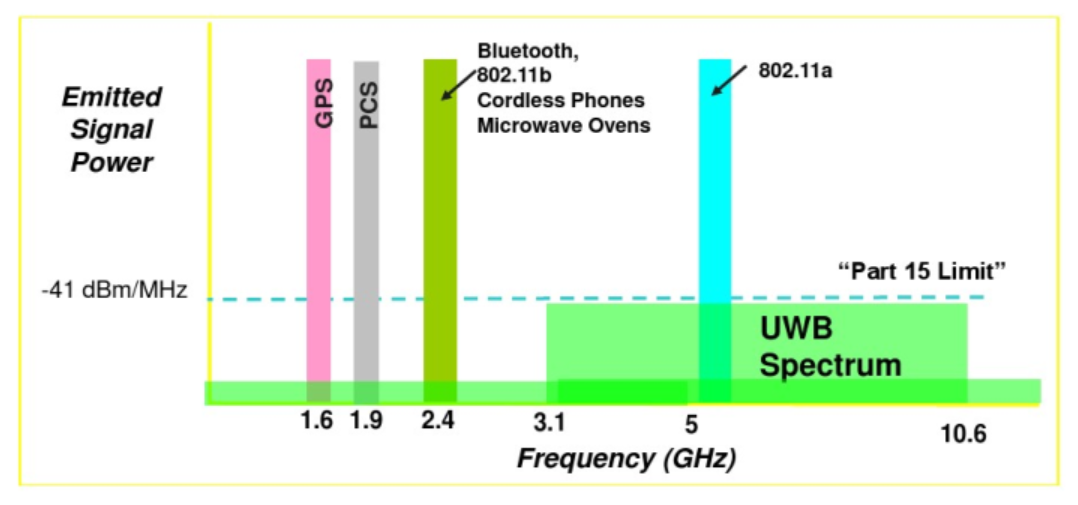 Emitted
Signal
Power
GPS
PCS
Bluetooth,
802.11b
Cordless Phones
Microwave Ovens
802.11a
-41 dBm/MHz
“Part 15 Limit”
UWB
Spectrum
1.6 1.9 2.4 3.1 5 10.6
Frequency (GHz)